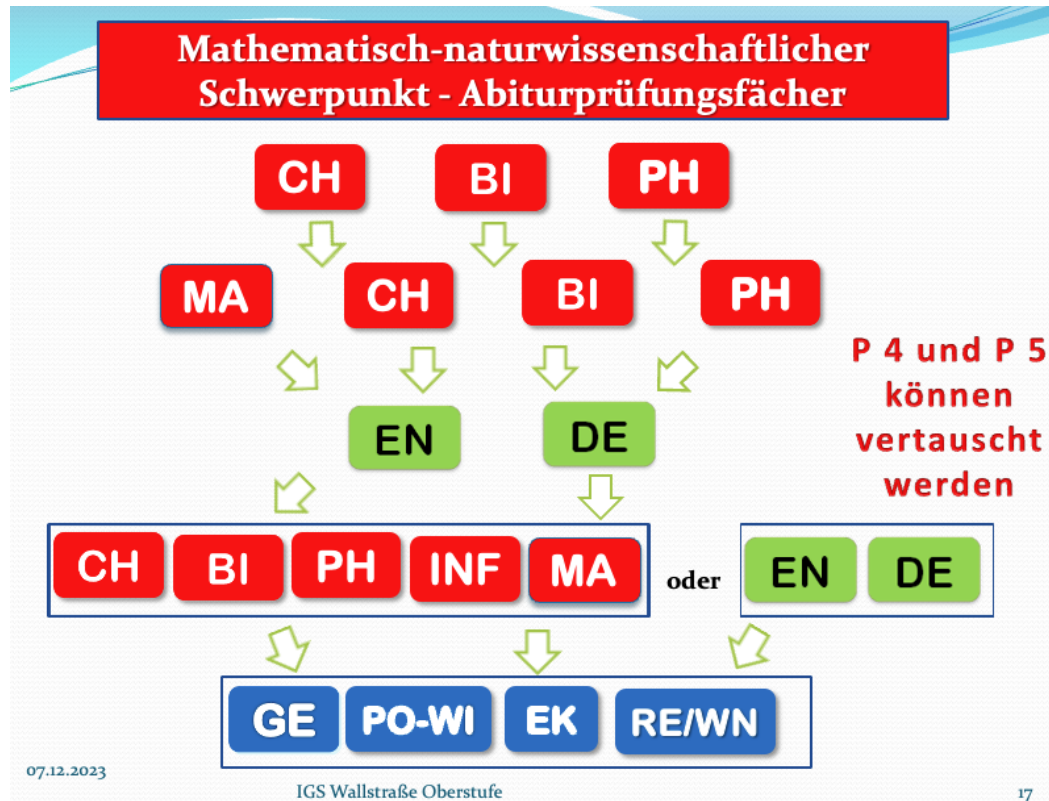 Mathematisch-naturwissenschaftlicher
Schwerpunkt - Abiturprüfungsfächer
CH BI PH
MA CH BI PH
P 4 und P 5
können
vertauscht
werden
EN DE
CH BI PH INF MA oder EN DE
GE PO-WI EK RE/WN
07.12.2023
IGS Wallstraße Oberstufe
17